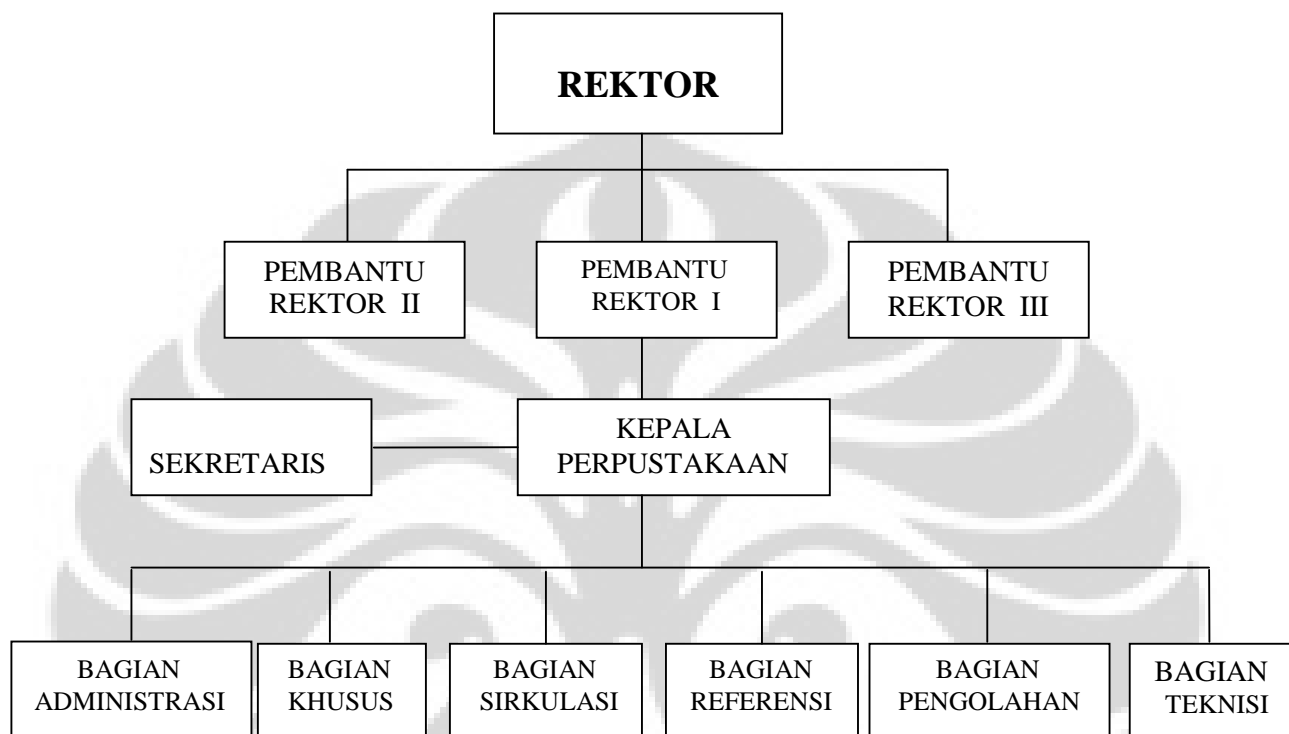 REKTOR
PEMBANTU
REKTOR II
PEMBANTU
REKTOR I
PEMBANTU
REKTOR III
SEKRETARIS
KEPALA
PERPUSTAKAAN
BAGIAN
ADMINISTRASI
BAGIAN
KHUSUS
BAGIAN
SIRKULASI
BAGIAN
REFERENSI
BAGIAN
PENGOLAHAN
BAGIAN
TEKNISI